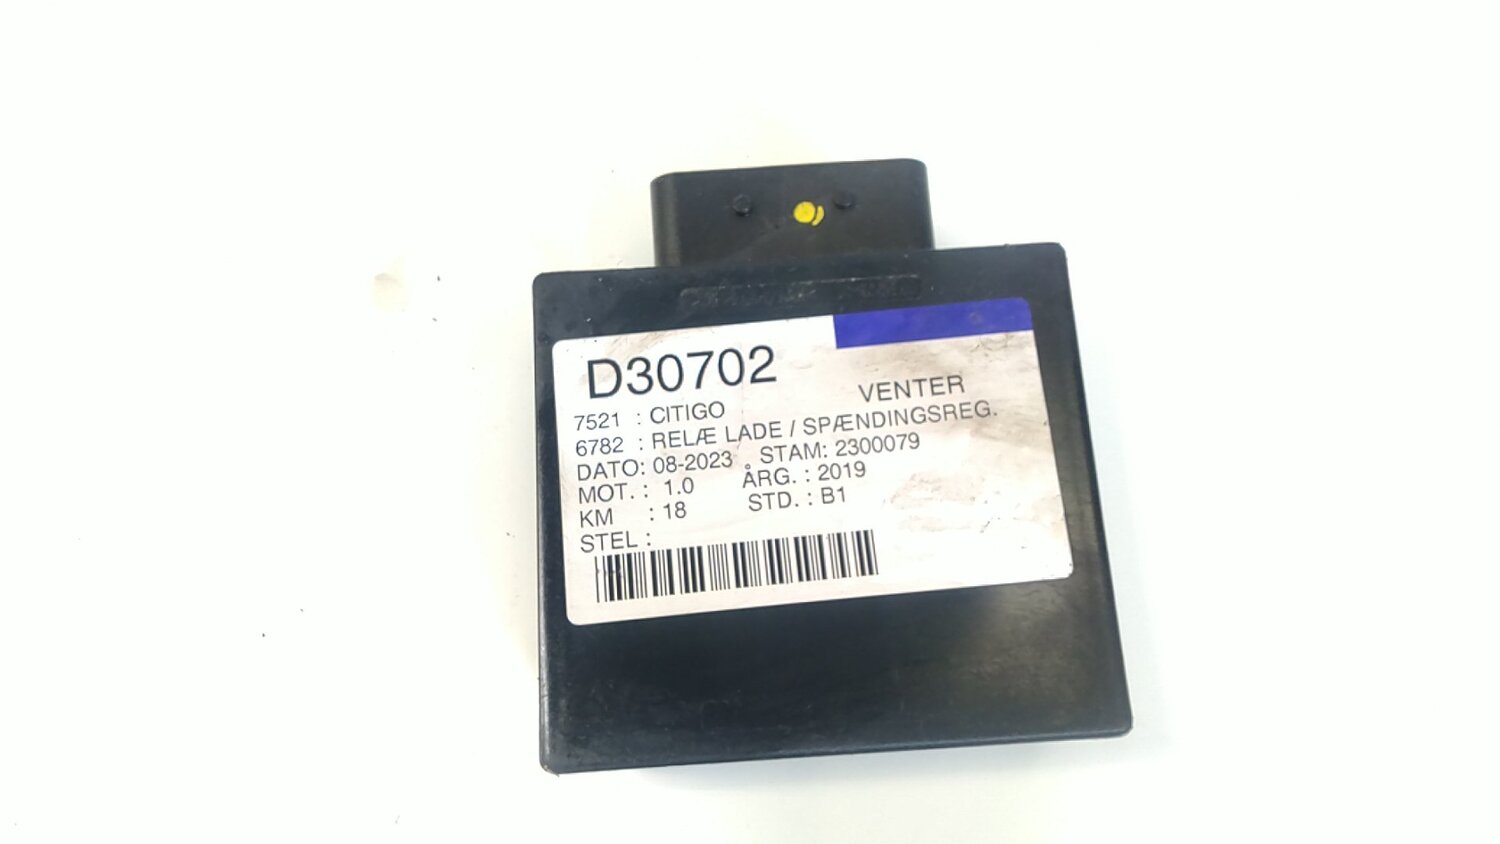 D30702
VENTER
7521 : CITIGO
6782 : RELÆ LADE / SPÆNDINGSREG.
DATO: 08-2023 STAM: 2300079
MOT. : 1.0 ÅRG. : 2019
KM : 18 STD. : B1
STEL :